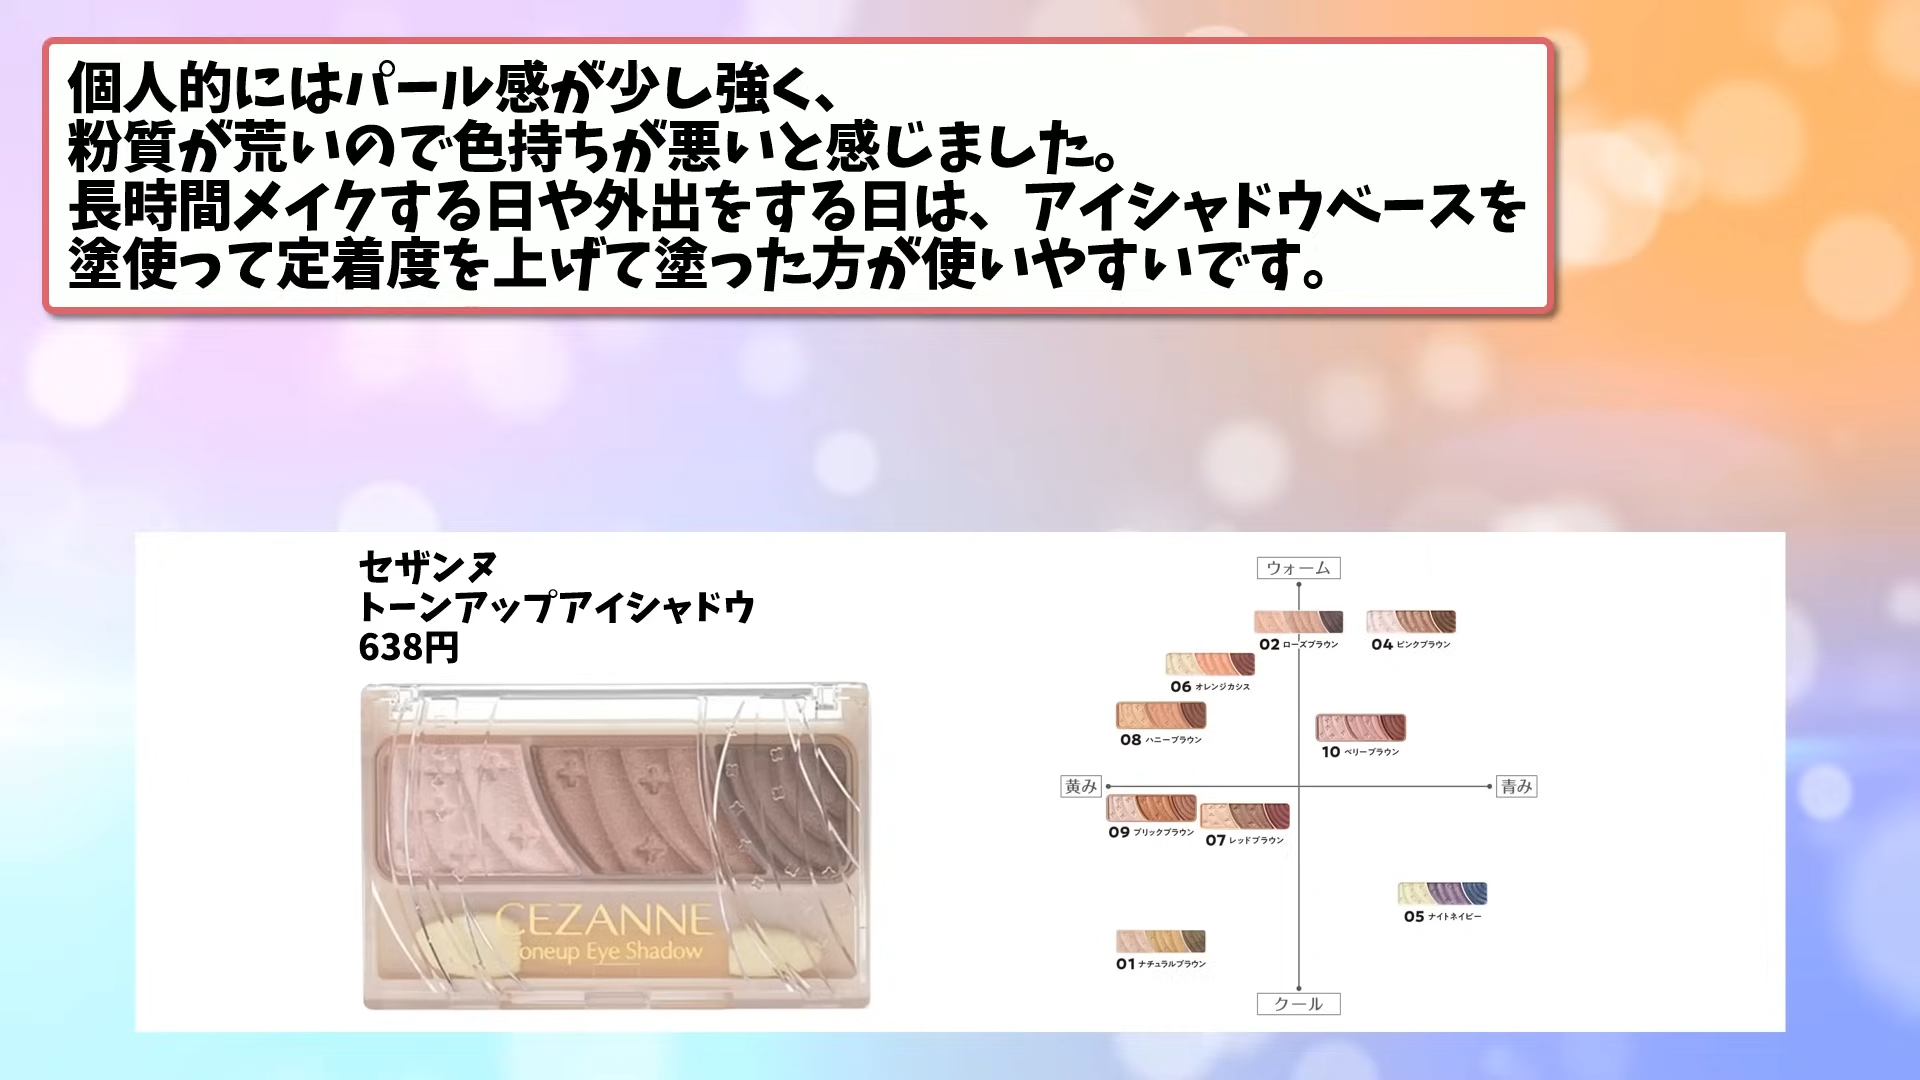 個人的にはパール感が少し強く、
粉質が荒いので色持ちが悪いと感じました。
長時間メイクする日や外出をする日は、アイシャドウベースを
塗使って定着度を上げて塗った方が使いやすいです。
セザンヌ
トーンアップアイシャドウ
638円
CEZANNE
Toneup Eye Shadow
ウォーム
02 ローズブラウン
04 ピンクブラウン
06 オレンジカシス
08 ハニーブラウン
10 ベリーブラウン
黄み
青み
09 ブリックブラウン
07 レッドブラウン
05 ナイトネイビー
01 ナチュラルブラウン
クール